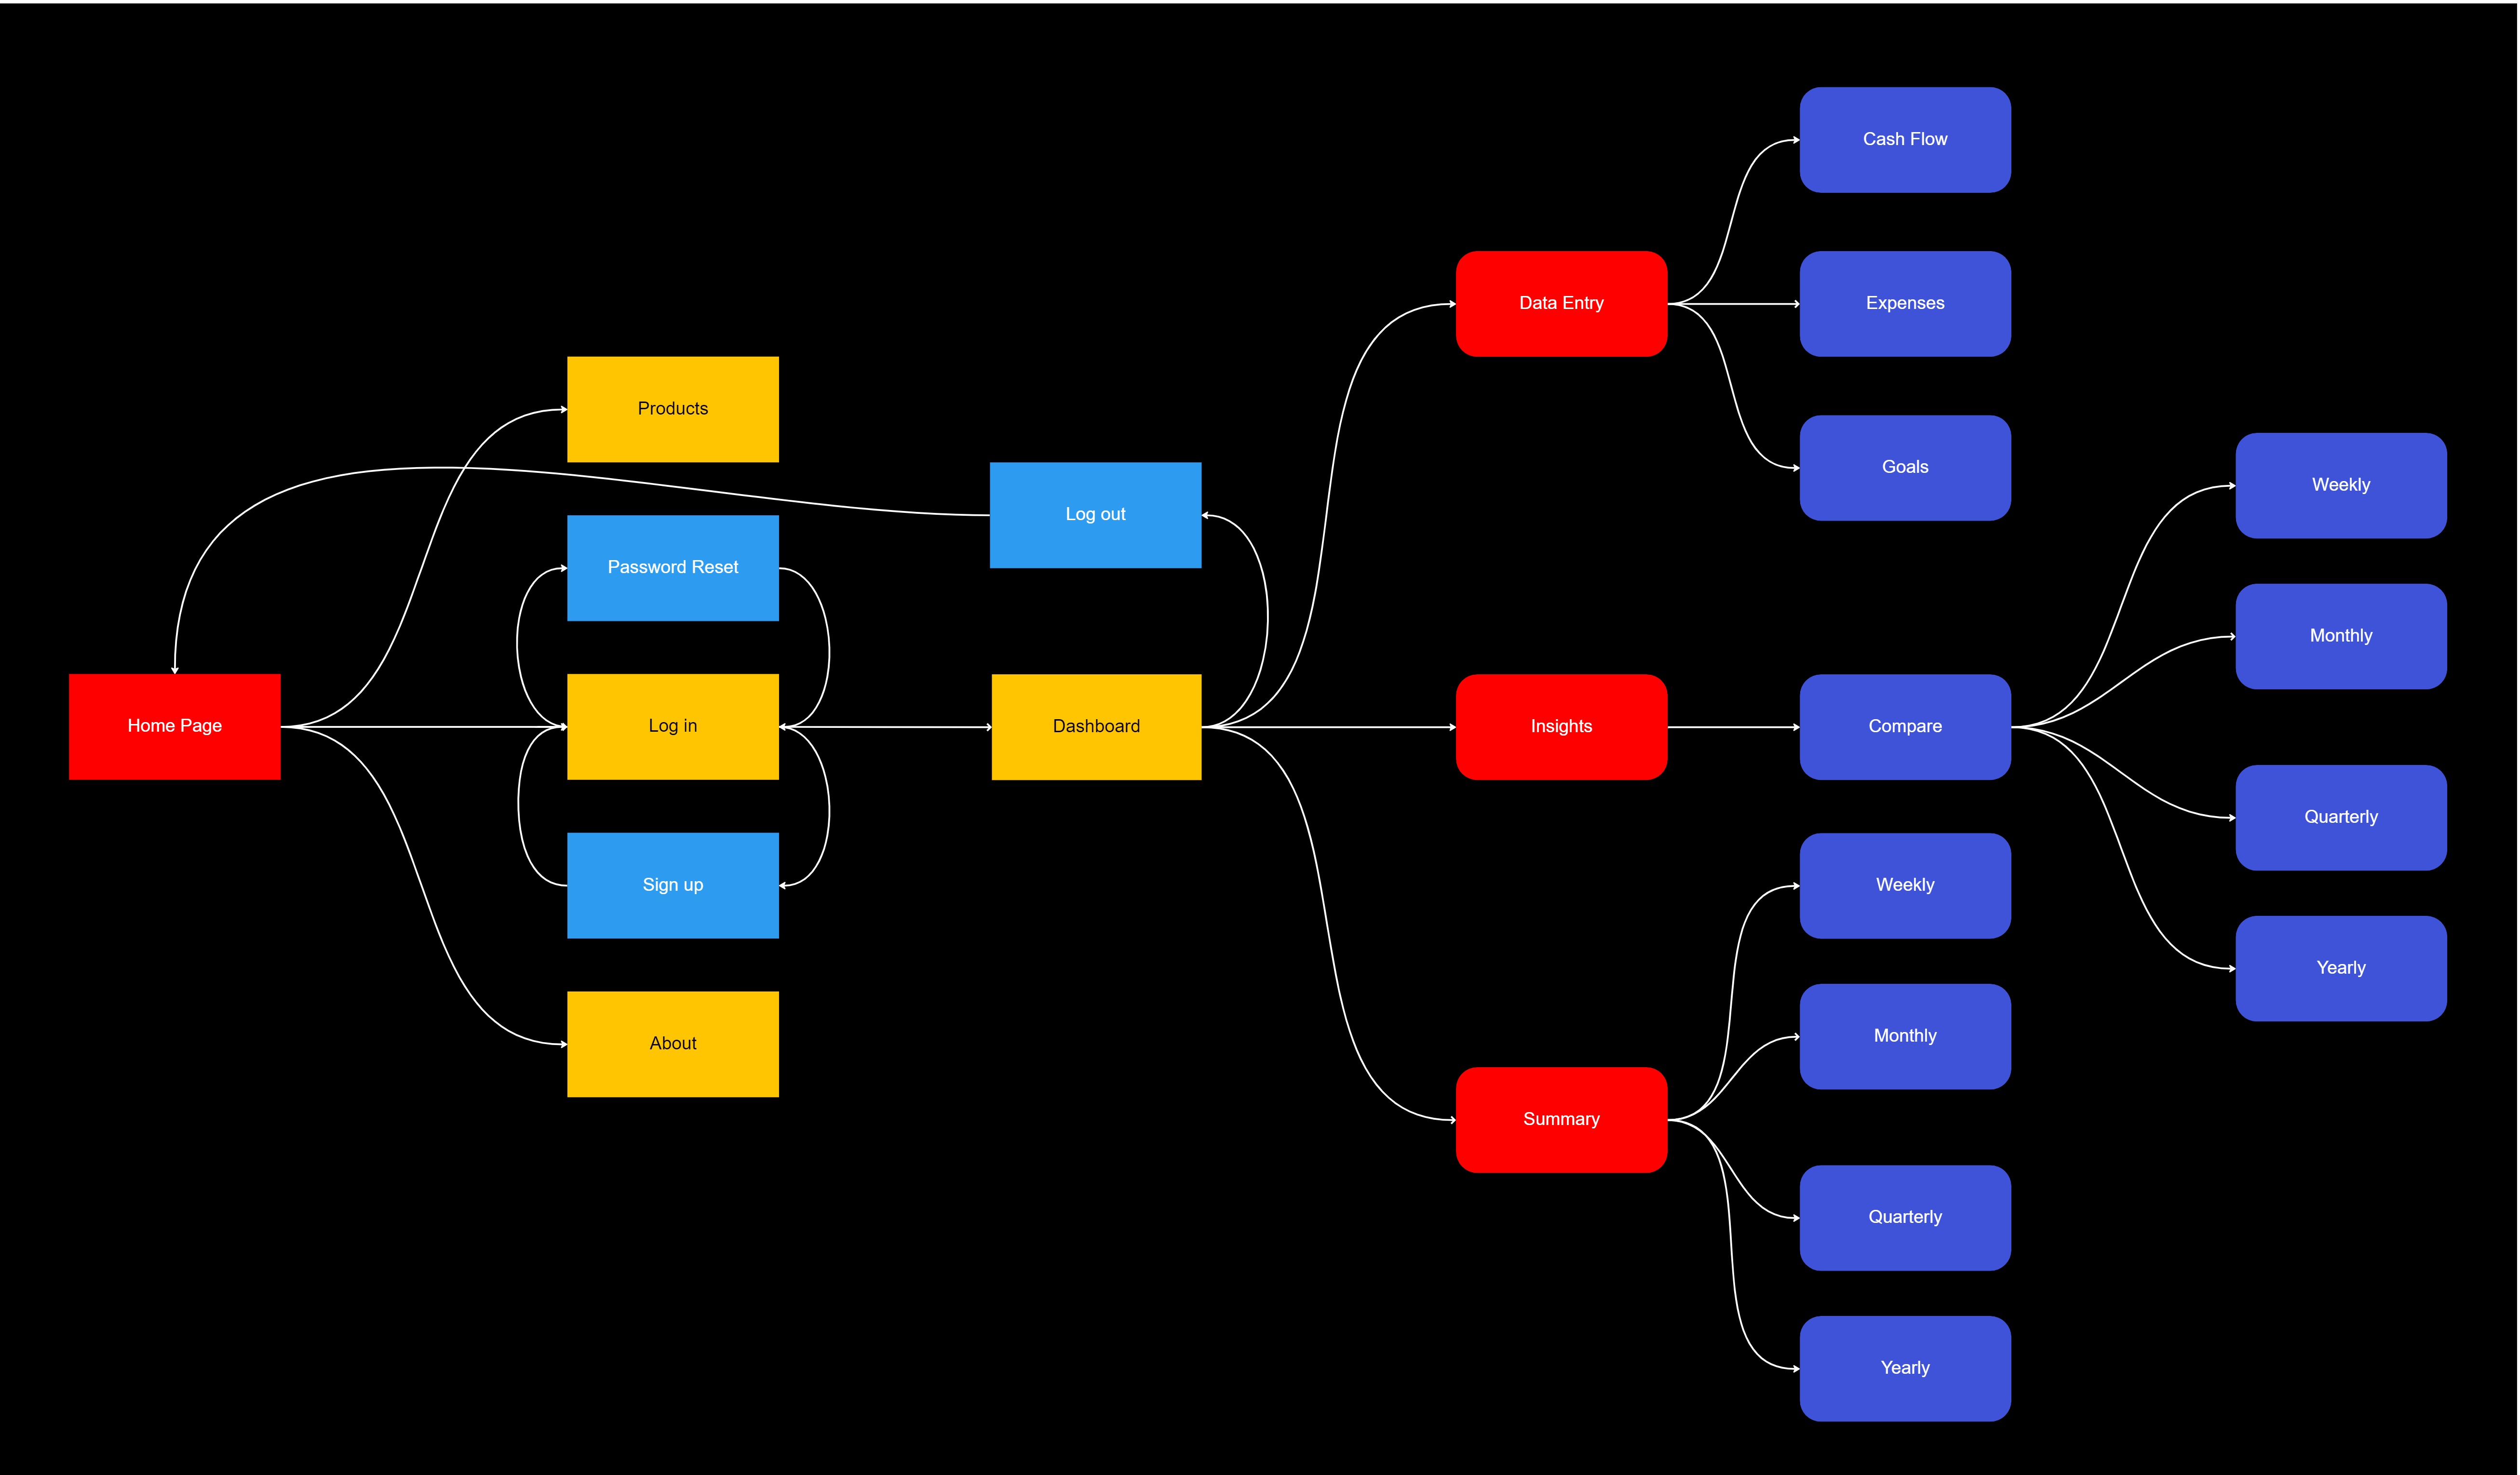 Cash Flow
Data Entry
Expenses
Products
Goals
Weekly
Log out
Password Reset
Monthly
Home Page
Log in
Dashboard
Insights
Compare
Quarterly
Sign up
Weekly
Yearly
About
Monthly
Summary
Quarterly
Yearly